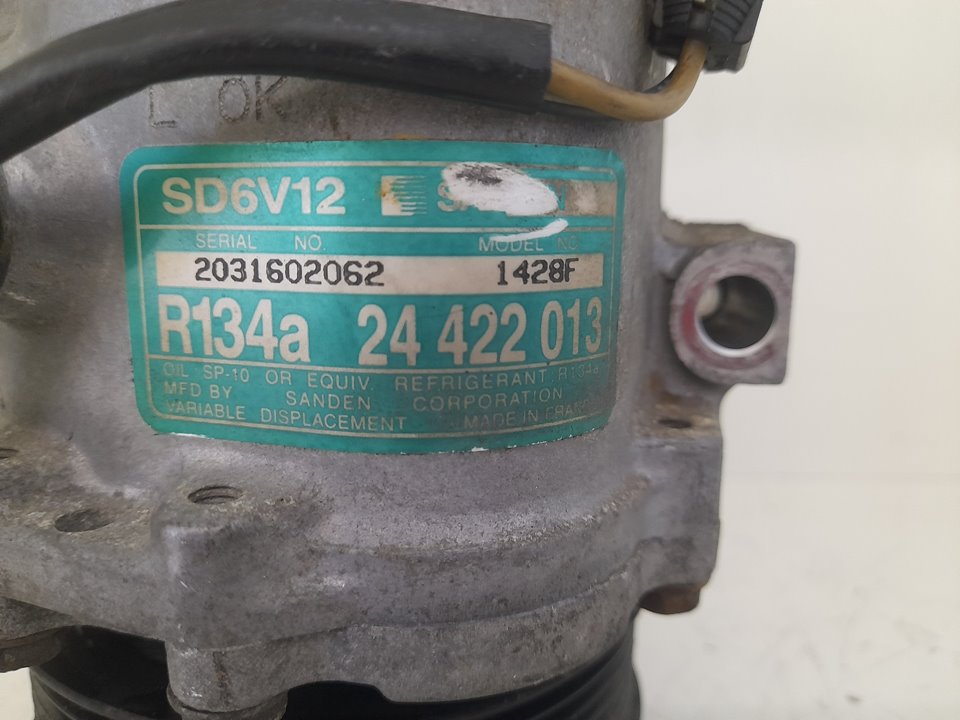 L OK
SD6V12
SERIAL NO. MODEL NO.
2031602062 1428F
R134a 24 422 013
OIL SP-10 OR EQUIV. REFRIGERANT R134a
MFD BY SANDEN CORPORATION
VARIABLE DISPLACEMENT MADE IN FRANCE